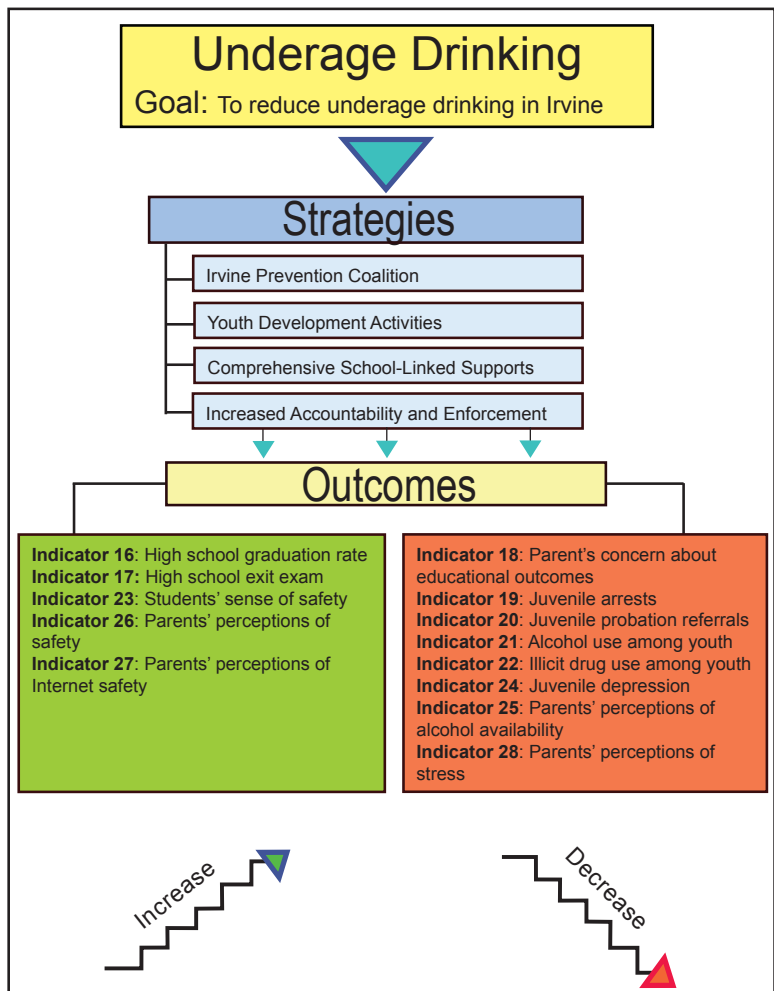 Underage Drinking
Goal: To reduce underage drinking in Irvine
Strategies
Irvine Prevention Coalition
Youth Development Activities
Comprehensive School-Linked Supports
Increased Accountability and Enforcement
Outcomes
Indicator 16: High school graduation rate
Indicator 17: High school exit exam
Indicator 23: Students' sense of safety
Indicator 26: Parents' perceptions of
safety
Indicator 27: Parents' perceptions of
Internet safety
Indicator 18: Parent's concern about
educational outcomes
Indicator 19: Juvenile arrests
Indicator 20: Juvenile probation referrals
Indicator 21: Alcohol use among youth
Indicator 22: Illicit drug use among youth
Indicator 24: Juvenile depression
Indicator 25: Parents' perceptions of
alcohol availability
Indicator 28: Parents' perceptions of
stress
Increase
Decrease